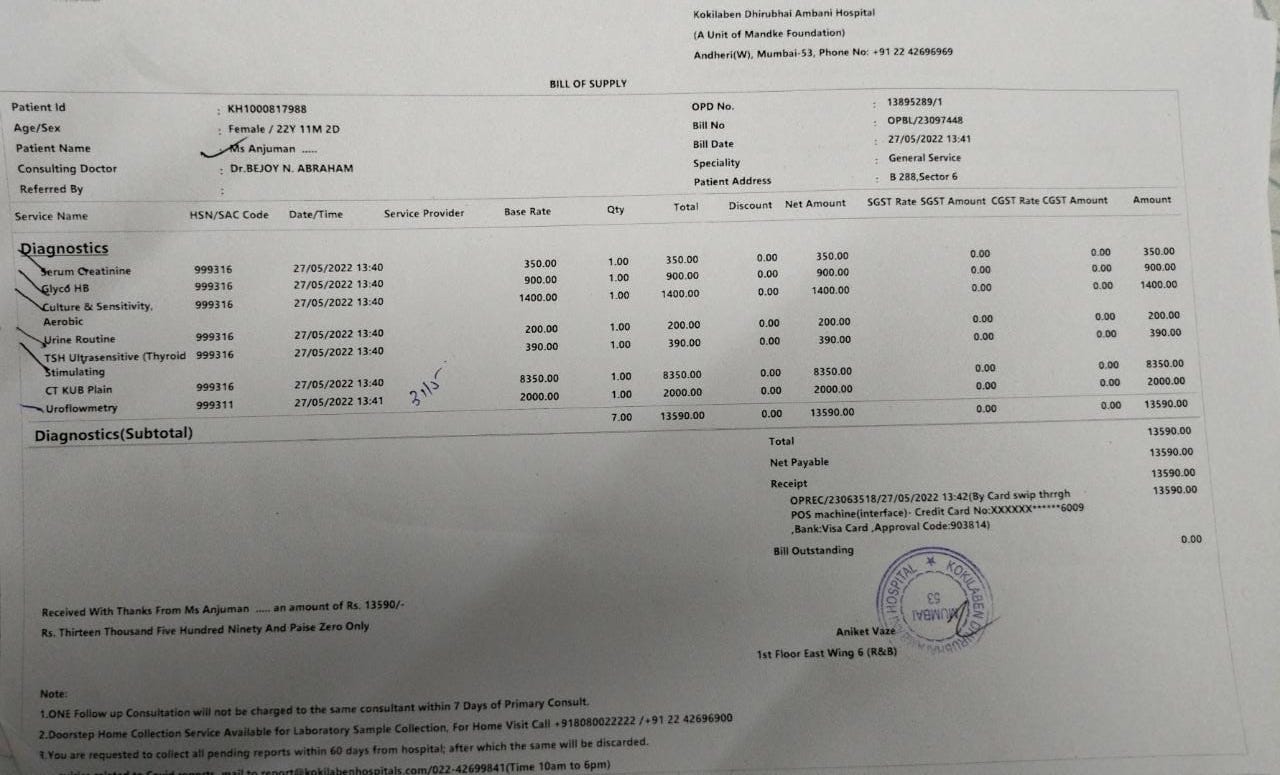 Kokilaben Dhirubhai Ambani Hospital
(A Unit of Mandke Foundation)
Andheri(W), Mumbai-53, Phone No: +91 22 42696969
BILL OF SUPPLY
Patient Id : KH1000817988 OPD No. : 13895289/1
Age/Sex : Female / 22Y 11M 2D Bill No : OPBL/23097448
Patient Name : Ms Anjuman ..... Bill Date : 27/05/2022 13:41
Consulting Doctor : Dr.BEJOY N. ABRAHAM Speciality : General Service
Referred By : Patient Address : B 288,Sector 6
Service Name HSN/SAC Code Date/Time Service Provider Base Rate Qty Total Discount Net Amount SGST Rate SGST Amount CGST Rate CGST Amount Amount
Diagnostics
Serum Creatinine 999316 27/05/2022 13:40 350.00 1.00 350.00 0.00 350.00 0.00 0.00 350.00
Glyco HB 999316 27/05/2022 13:40 900.00 1.00 900.00 0.00 900.00 0.00 0.00 900.00
Culture & Sensitivity, 999316 27/05/2022 13:40 1400.00 1.00 1400.00 0.00 1400.00 0.00 0.00 1400.00
Aerobic
Urine Routine 999316 27/05/2022 13:40 200.00 1.00 200.00 0.00 200.00 0.00 0.00 200.00
TSH Ultrasensitive (Thyroid 999316 27/05/2022 13:40 390.00 1.00 390.00 0.00 390.00 0.00 0.00 390.00
Stimulating
CT KUB Plain 999316 27/05/2022 13:40 31/5 8350.00 1.00 8350.00 0.00 8350.00 0.00 0.00 8350.00
Uroflowmetry 999311 27/05/2022 13:41 2000.00 1.00 2000.00 0.00 2000.00 0.00 0.00 2000.00
Diagnostics(Subtotal) 7.00 13590.00 0.00 13590.00 0.00 0.00 13590.00
Total 13590.00
Net Payable 13590.00
Receipt 13590.00
OPREC/23063518/27/05/2022 13:42(By Card swip thrrgh 13590.00
POS machine(interface)- Credit Card No:XXXXXX******6009
,Bank:Visa Card ,Approval Code:903814)
Bill Outstanding 0.00
KOKILABEN DHIRUBHAI AMBANI HOSPITAL
MUMBAI
53
Received With Thanks From Ms Anjuman ..... an amount of Rs. 13590/-
Rs. Thirteen Thousand Five Hundred Ninety And Paise Zero Only
Aniket Vaze
1st Floor East Wing 6 (R&B)
Note:
1.ONE Follow up Consultation will not be charged to the same consultant within 7 Days of Primary Consult.
2.Doorstep Home Collection Service Available for Laboratory Sample Collection, For Home Visit Call +918080022222 /+91 22 42696900
3.You are requested to collect all pending reports within 60 days from hospital; after which the same will be discarded.
related to Covid reports, mail to report@kokilabenhospitals.com/022-42699841(Time 10am to 6pm)